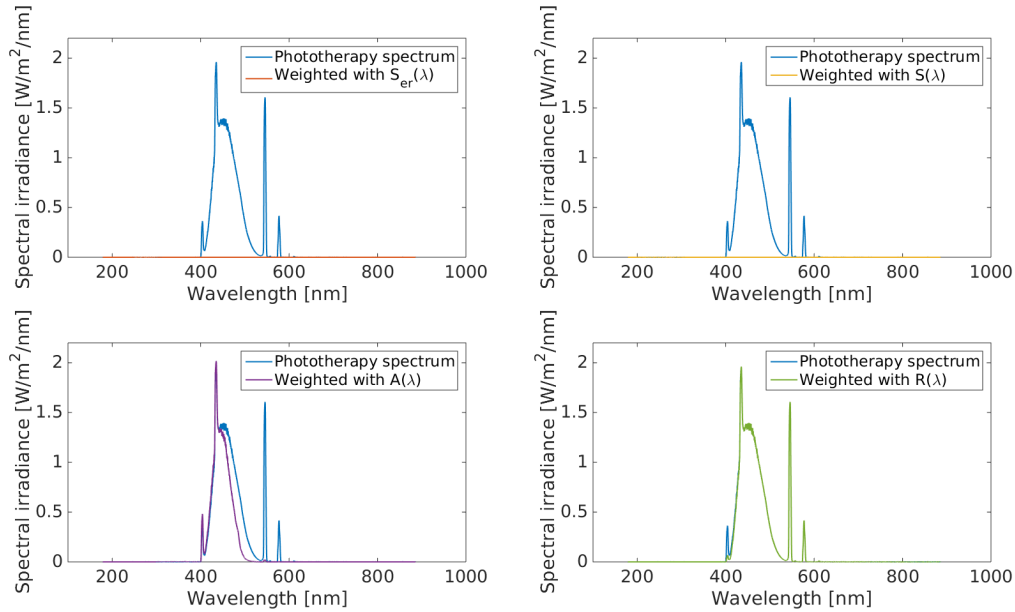 Spectral irradiance [W/m²/nm]
2
1.5
1
0.5
0
Phototherapy spectrum
Weighted with S_er(λ)
200 400 600 800 1000
Wavelength [nm]
Spectral irradiance [W/m²/nm]
2
1.5
1
0.5
0
Phototherapy spectrum
Weighted with S(λ)
200 400 600 800 1000
Wavelength [nm]
Spectral irradiance [W/m²/nm]
2
1.5
1
0.5
0
Phototherapy spectrum
Weighted with A(λ)
200 400 600 800 1000
Wavelength [nm]
Spectral irradiance [W/m²/nm]
2
1.5
1
0.5
0
Phototherapy spectrum
Weighted with R(λ)
200 400 600 800 1000
Wavelength [nm]